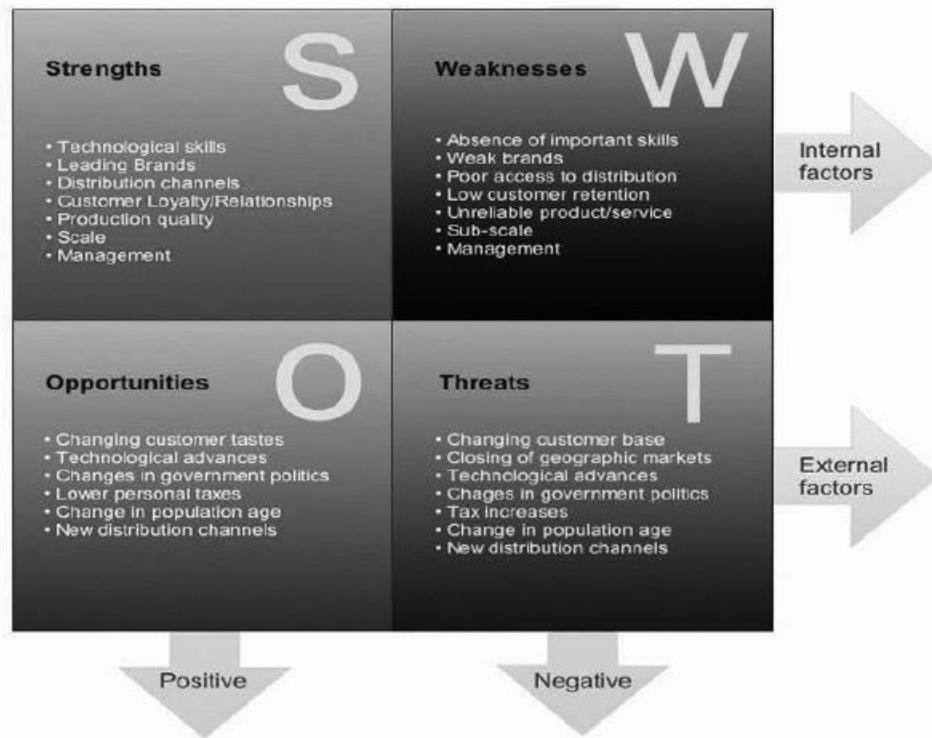 Strengths
S
• Technological skills
• Leading Brands
• Distribution channels
• Customer Loyalty/Relationships
• Production quality
• Scale
• Management
Weaknesses
W
• Absence of important skills
• Weak brands
• Poor access to distribution
• Low customer retention
• Unreliable product/service
• Sub-scale
• Management
Internal
factors
Opportunities
O
• Changing customer tastes
• Technological advances
• Changes in government politics
• Lower personal taxes
• Change in population age
• New distribution channels
Threats
T
• Changing customer base
• Closing of geographic markets
• Technological advances
• Chages in government politics
• Tax increases
• Change in population age
• New distribution channels
External
factors
Positive
Negative